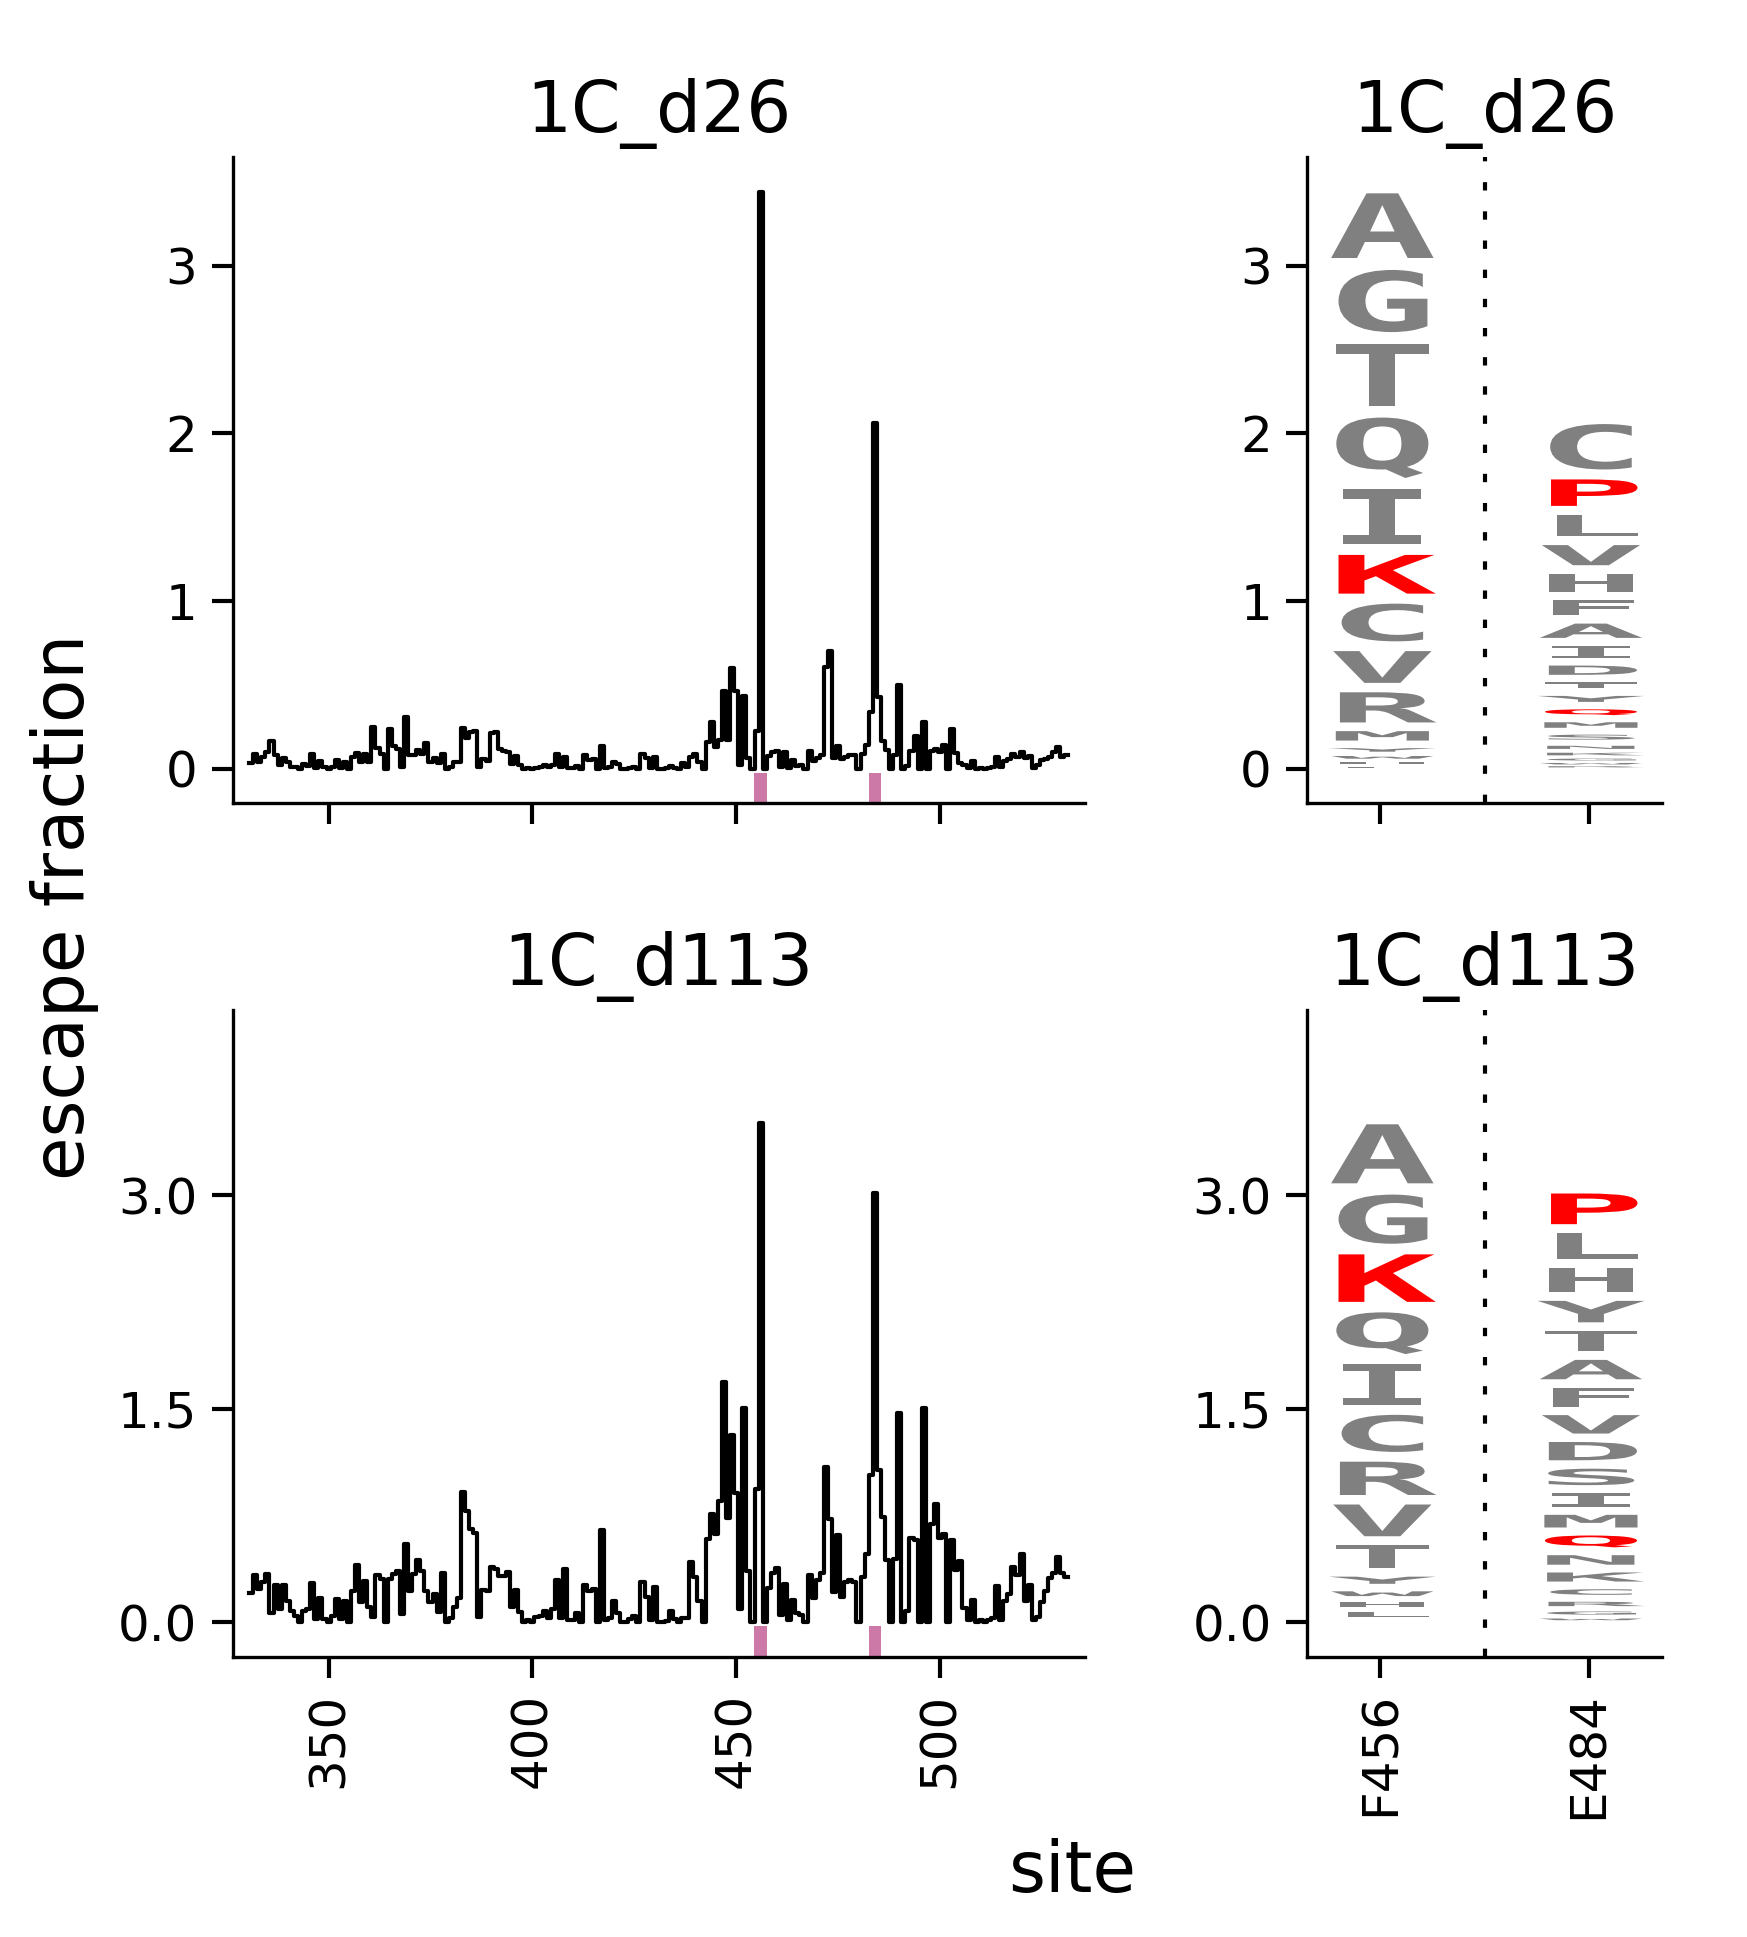 1C_d26
1C_d26
escape fraction
3
2
1
0
3
2
1
0
A
G
T
Q
I
K
C
V
R
M
C
P
L
V
H
F
A
I
D
T
Y
Q
M
S
N
1C_d113
1C_d113
3.0
1.5
0.0
3.0
1.5
0.0
A
G
K
Q
I
C
R
V
T
Y
M
H
L
P
L
H
Y
T
A
F
V
D
S
I
M
Q
N
K
G
R
350
400
450
500
F456
E484
site